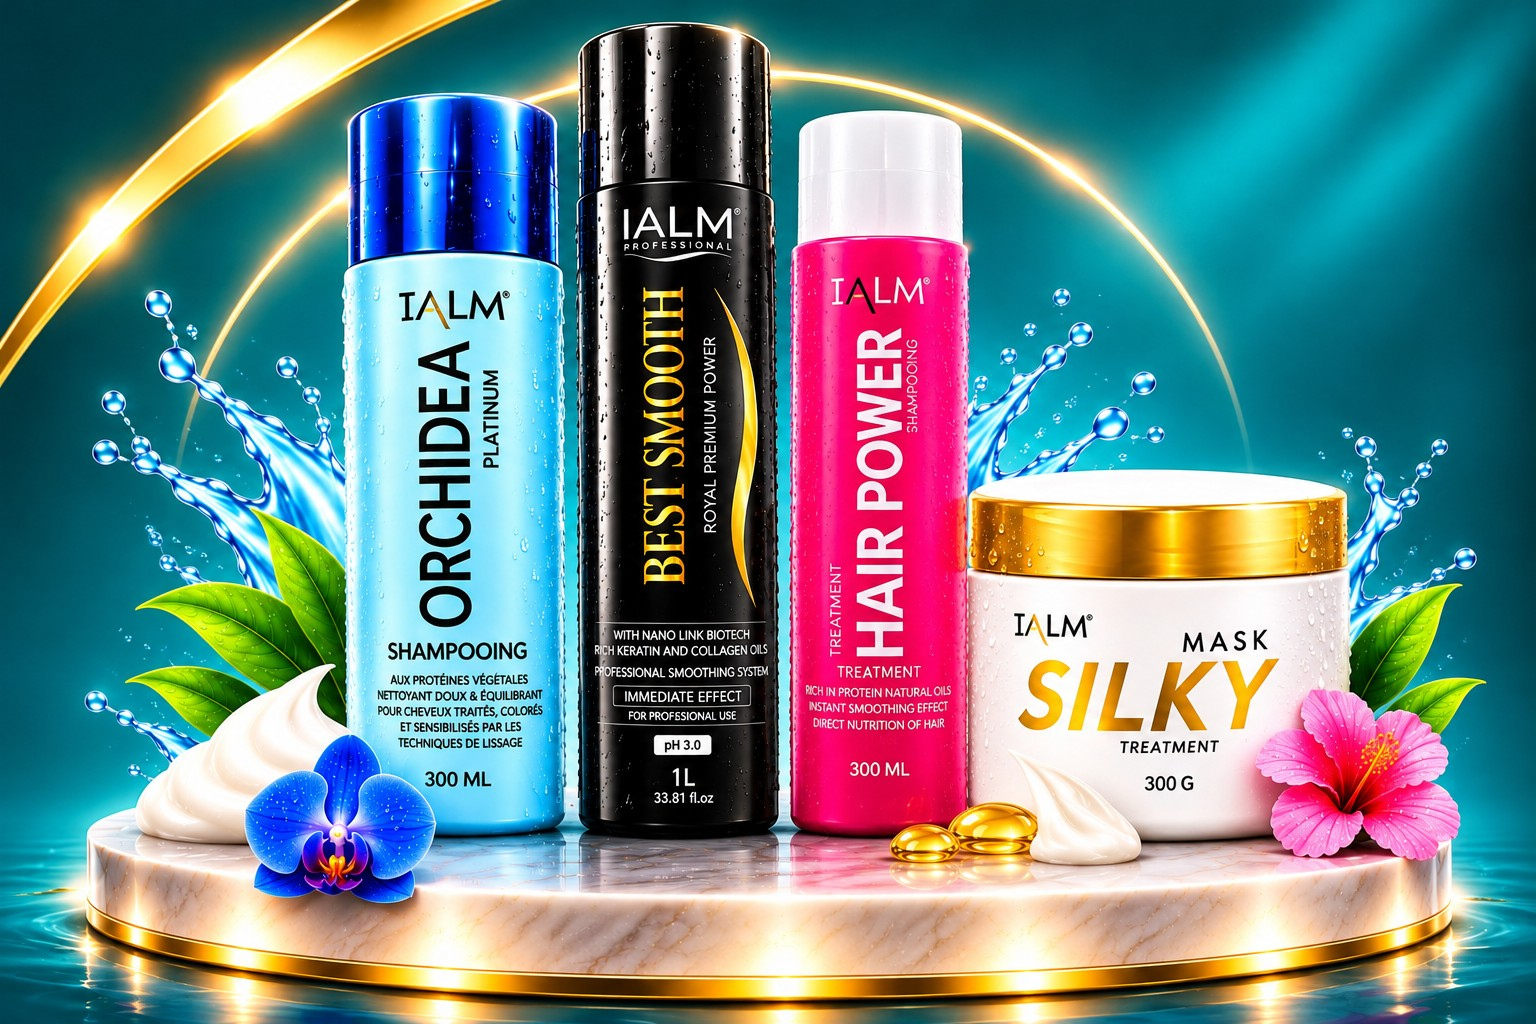 IALM®
ORCHIDEA
PLATINUM
SHAMPOOING
AUX PROTÉINES VÉGÉTALES
NETTOYANT DOUX & ÉQUILIBRANT
POUR CHEVEUX TRAITÉS, COLORÉS
ET SENSIBILISÉS PAR LES
TECHNIQUES DE LISSAGE
300 ML
IALM®
PROFESSIONAL
BEST SMOOTH
ROYAL PREMIUM POWER
WITH NANO LINK BIOTECH
RICH KERATIN AND COLLAGEN OILS
PROFESSIONAL SMOOTHING SYSTEM
IMMEDIATE EFFECT
FOR PROFESSIONAL USE
pH 3.0
1L
33.81 fl.oz
IALM®
HAIR POWER
SHAMPOOING
TREATMENT
TREATMENT
RICH IN PROTEIN NATURAL OILS
INSTANT SMOOTHING EFFECT
DIRECT NUTRITION OF HAIR
300 ML
IALM®
MASK
SILKY
TREATMENT
300 G